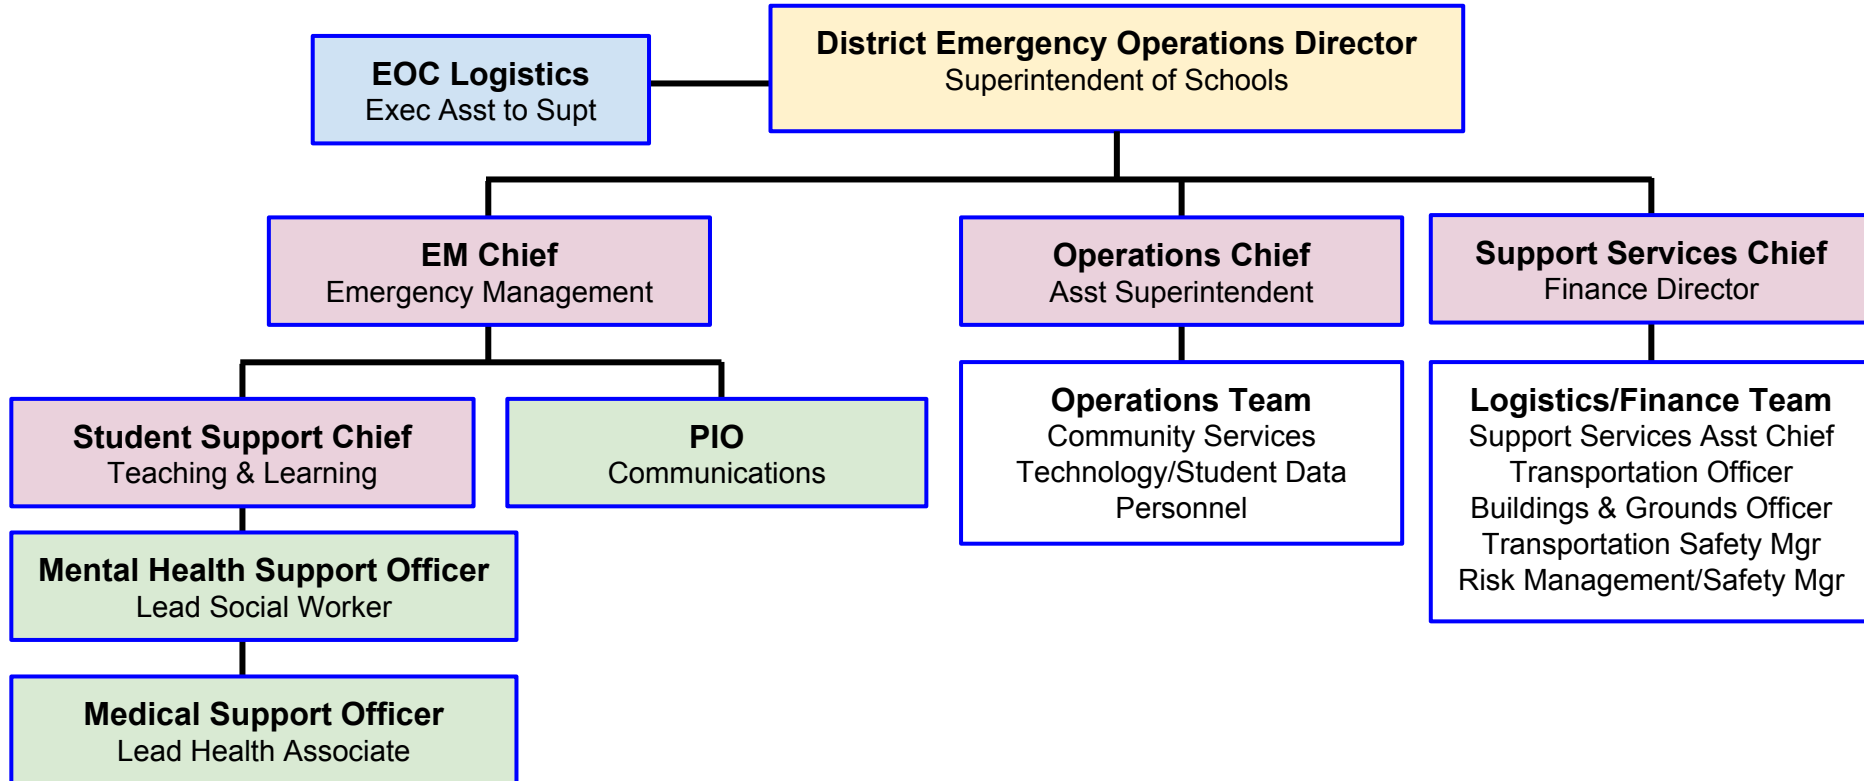 District Emergency Operations Director
Superintendent of Schools
EOC Logistics
Exec Asst to Supt
EM Chief
Emergency Management
Operations Chief
Asst Superintendent
Support Services Chief
Finance Director
Student Support Chief
Teaching & Learning
PIO
Communications
Operations Team
Community Services
Technology/Student Data
Personnel
Logistics/Finance Team
Support Services Asst Chief
Transportation Officer
Buildings & Grounds Officer
Transportation Safety Mgr
Risk Management/Safety Mgr
Mental Health Support Officer
Lead Social Worker
Medical Support Officer
Lead Health Associate